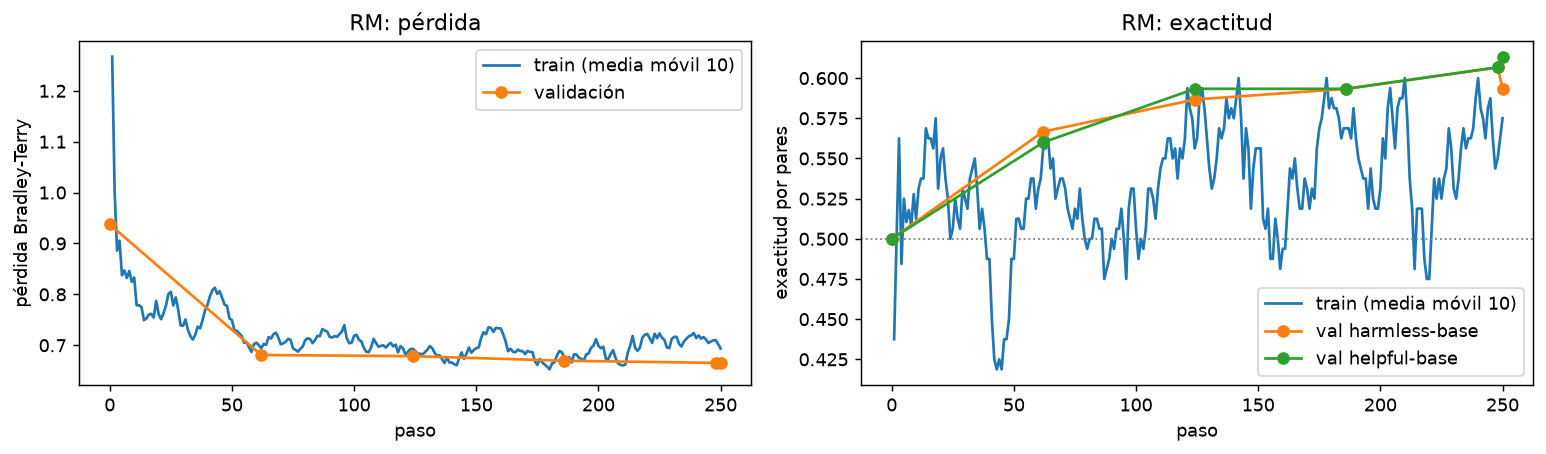 RM: pérdida
pérdida Bradley-Terry
1.2
1.1
1.0
0.9
0.8
0.7
0
50
100
150
200
250
paso
train (media móvil 10)
validación
RM: exactitud
exactitud por pares
0.600
0.575
0.550
0.525
0.500
0.475
0.450
0.425
0
50
100
150
200
250
paso
train (media móvil 10)
val harmless-base
val helpful-base